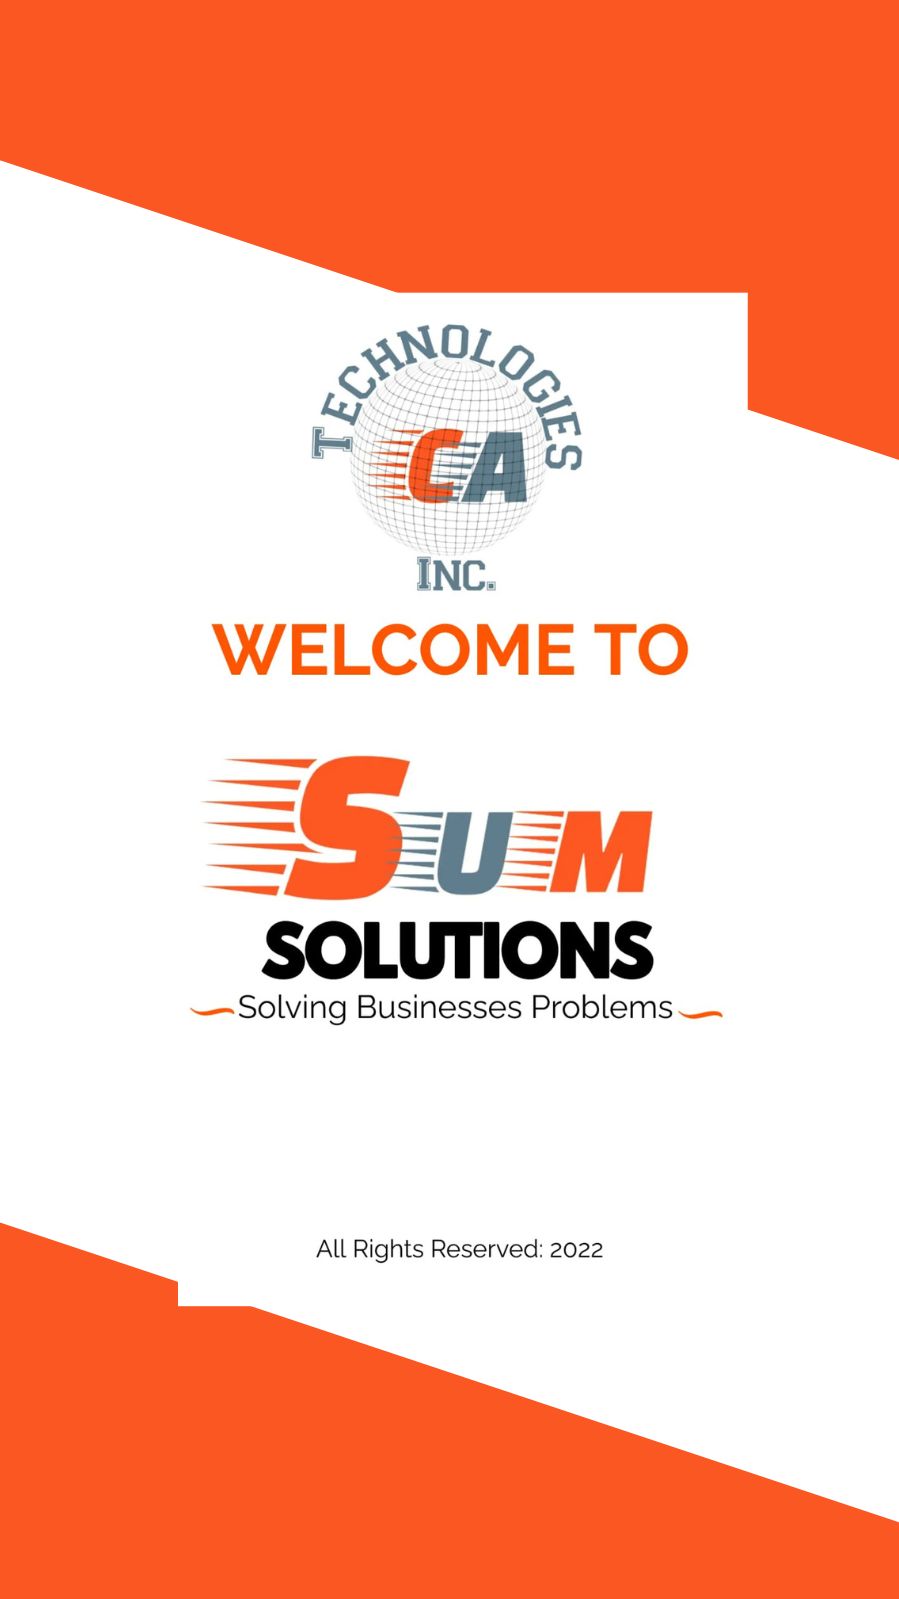 TECHNOLOGIES
CA
INC.
WELCOME TO
SUM
SOLUTIONS
Solving Businesses Problems
All Rights Reserved: 2022